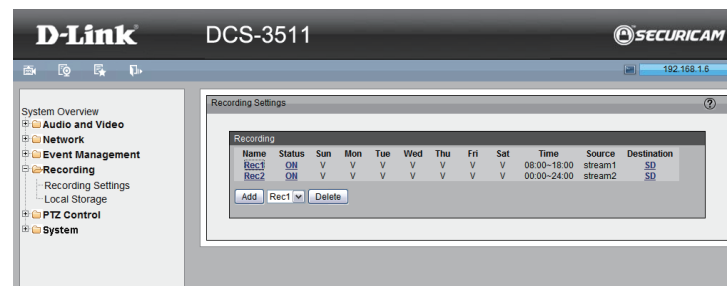 D-Link DCS-3511 SECURICAM
192.168.1.6
System Overview
Audio and Video
Network
Event Management
Recording
Recording Settings
Local Storage
PTZ Control
System
Recording Settings ?
Recording
Name Status Sun Mon Tue Wed Thu Fri Sat Time Source Destination
Rec1 ON V V V V V V V 08:00~18:00 stream1 SD
Rec2 ON V V V V V V V 00:00~24:00 stream2 SD
Add Rec1 Delete